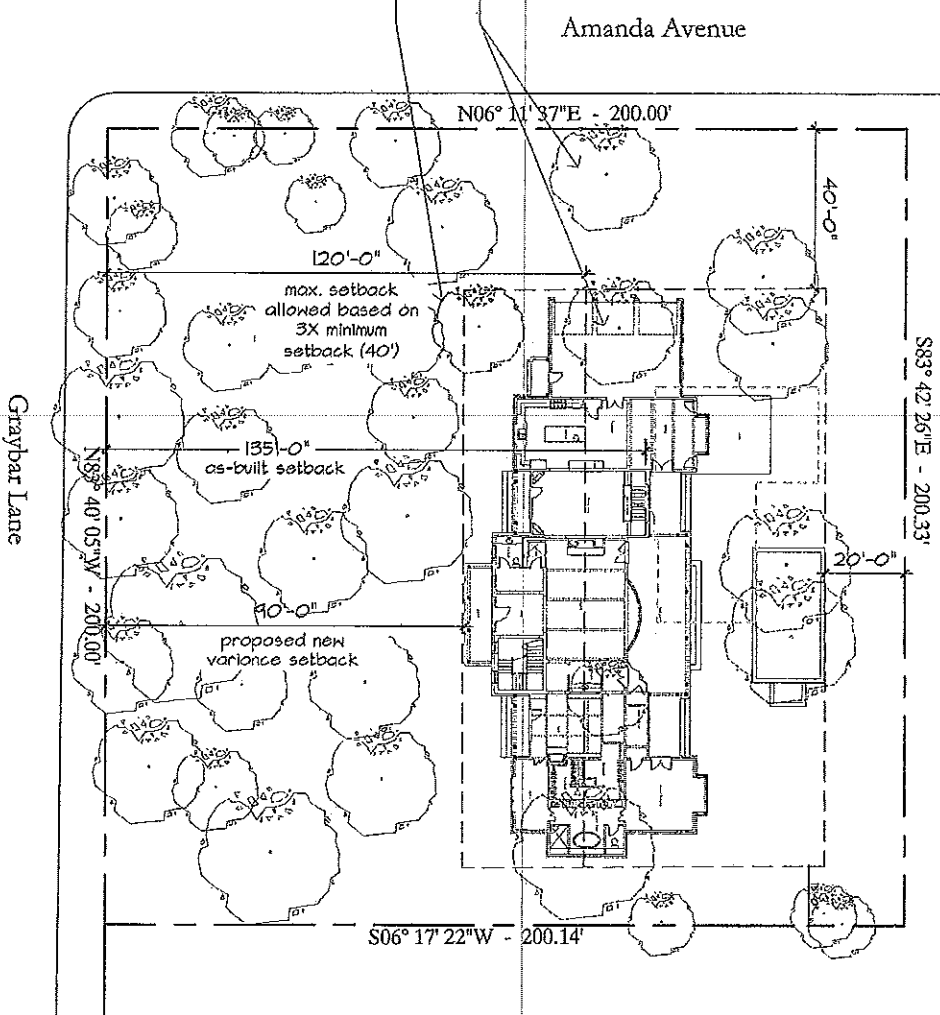 Amanda Avenue
N06° 11' 37"E - 200.00'
40'-0"
120'-0"
max. setback
allowed based on
3X minimum
setback (40')
S83° 42' 26"E - 200.33'
Graybar Lane
135'-0"
as-built setback
N83° 40' 05"W - 200.00'
20'-0"
90'-0"
proposed new
variance setback
S06° 17' 22"W - 200.14'